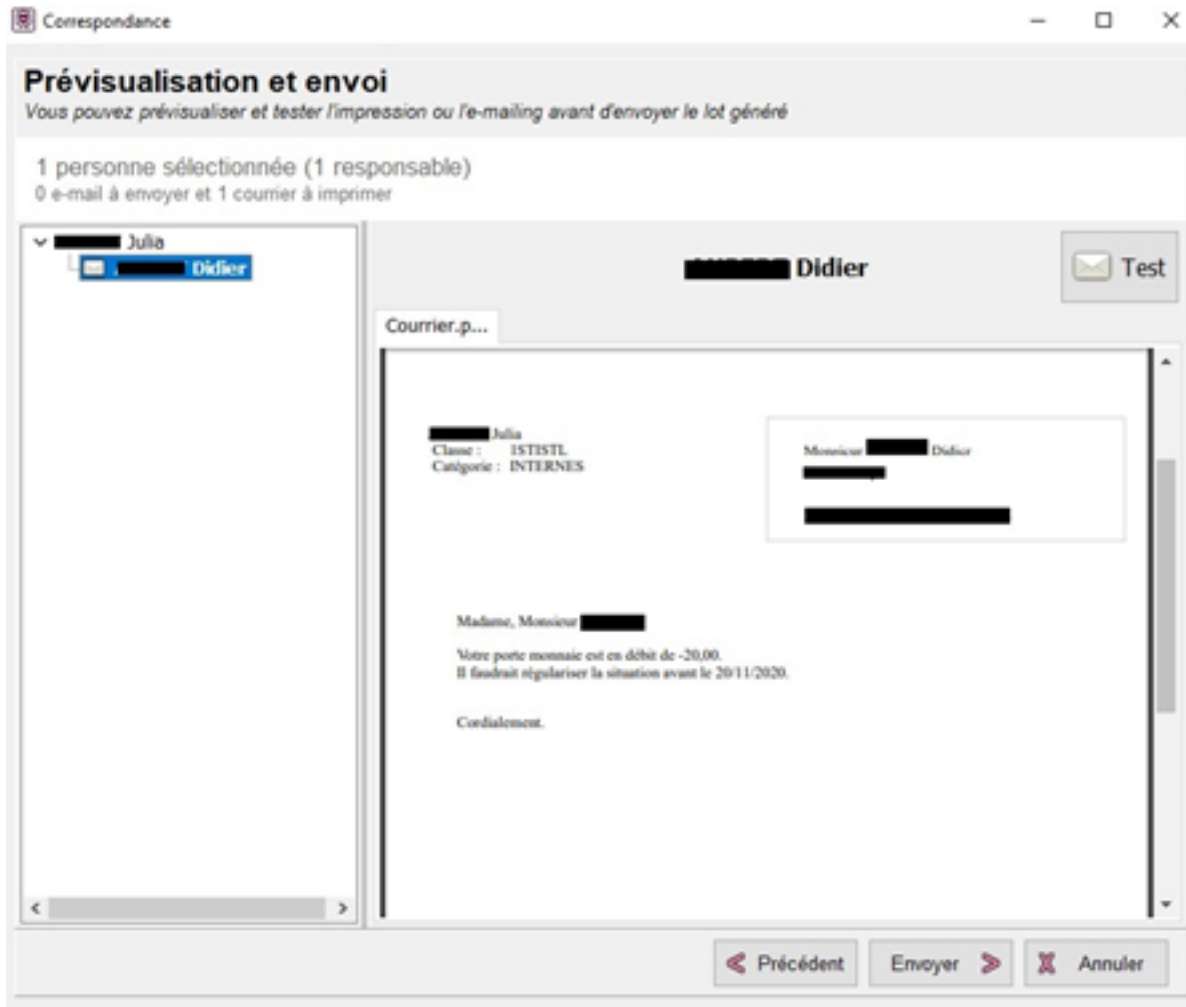 Correspondance
Prévisualisation et envoi
Vous pouvez prévisualiser et tester l'impression ou l'e-mailing avant d'envoyer le lot généré
1 personne sélectionnée (1 responsable)
0 e-mail à envoyer et 1 courrier à imprimer
Julia
Didier
Didier
Test
Courrier.p...
Julia
Classe : 1STISTL
Catégorie : INTERNES
Monsieur Didier
Madame, Monsieur
Votre porte monnaie est en débit de -20,00.
Il faudrait régulariser la situation avant le 20/11/2020.
Cordialement.
Précédent
Envoyer
Annuler